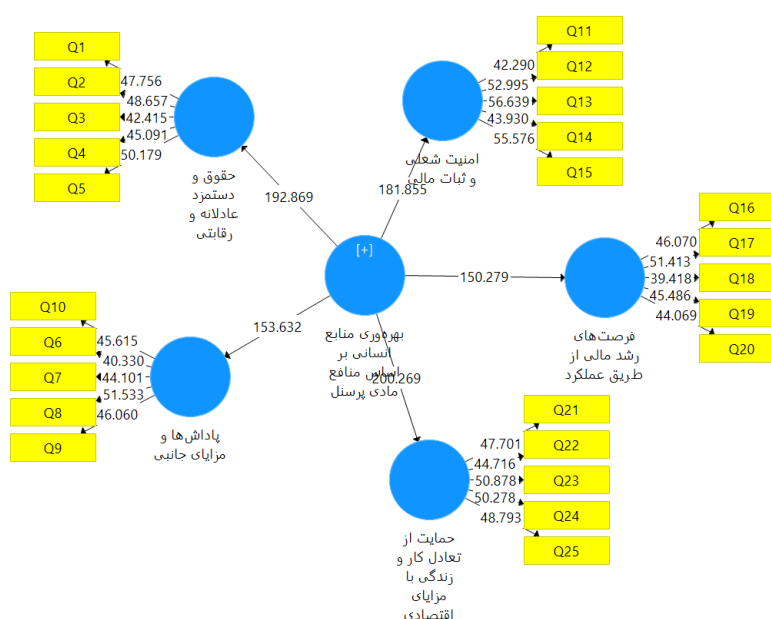 Q1
Q2
Q3
Q4
Q5
47.756
48.657
42.415
45.091
50.179
حقوق و
دستمزد
عادلانه و
رقابتی
192.869
Q11
Q12
Q13
Q14
Q15
42.290
52.995
56.639
43.930
55.576
امنیت شغلی
و ثبات مالی
181.855
[+]
بهره‌وری منابع
انسانی بر
اساس منافع
مادی پرسنل
150.279
Q16
Q17
Q18
Q19
Q20
46.070
51.413
39.418
45.486
44.069
فرصت‌های
رشد مالی از
طریق عملکرد
153.632
Q10
Q6
Q7
Q8
Q9
45.615
40.330
44.101
51.533
46.060
پاداش‌ها و
مزایای جانبی
200.269
Q21
Q22
Q23
Q24
Q25
47.701
44.716
50.878
50.278
48.793
حمایت از
تعادل کار و
زندگی با
مزایای
اقتصادی